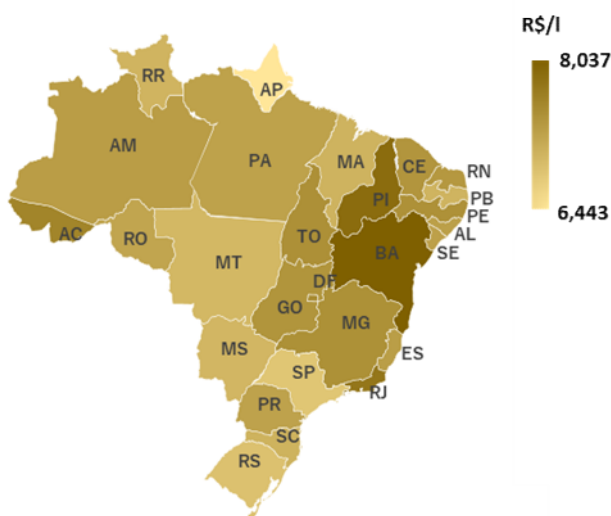 R$/l
8,037
6,443
RR
AP
AM
PA
MA
CE
RN
PB
PE
AL
SE
PI
AC
RO
TO
BA
MT
DF
GO
MG
ES
MS
SP
RJ
PR
SC
RS